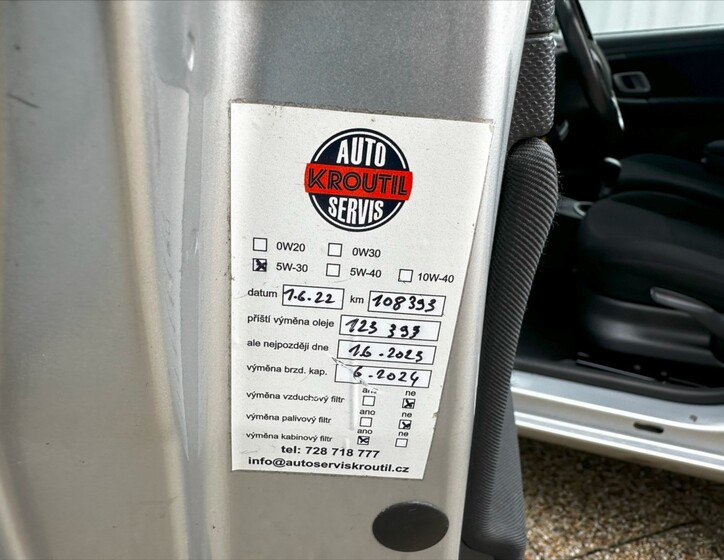 AUTO
KROUTIL
SERVIS
0W20 0W30
5W-30 5W-40 10W-40
datum 1.6.22 km 108393
příští výměna oleje 123 393
ale nejpozději dne 1.6.2023
výměna brzd. kap. 6.2024
ano ne
výměna vzduchový filtr
ano ne
výměna palivový filtr
ano ne
výměna kabinový filtr
tel: 728 718 777
info@autoserviskroutil.cz